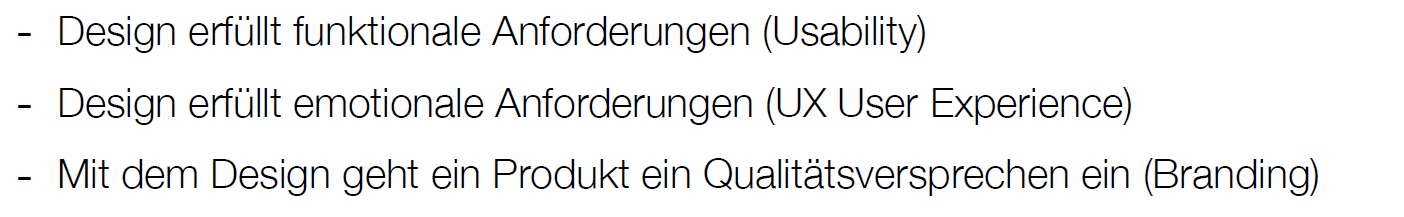 - Design erfüllt funktionale Anforderungen (Usability)
- Design erfüllt emotionale Anforderungen (UX User Experience)
- Mit dem Design geht ein Produkt ein Qualitätsversprechen ein (Branding)